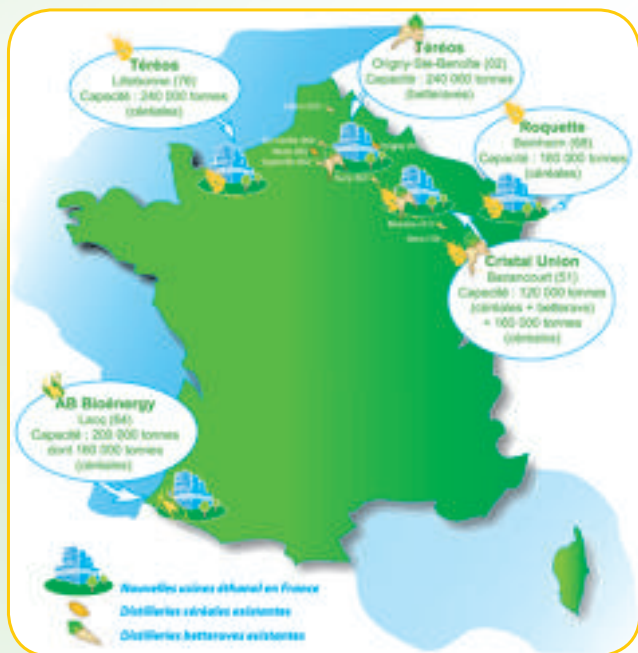 Téréos
Lillebonne (76)
Capacité : 240 000 tonnes
(céréales)
Téréos
Origny-Ste-Benoîte (02)
Capacité : 240 000 tonnes
(betteraves)
Roquette
Beinheim (68)
Capacité : 160 000 tonnes
(céréales)
Cristal Union
Bazancourt (51)
Capacité : 120 000 tonnes
(céréales + betterave)
+ 160 000 tonnes
(céréales)
AB Bioénergy
Lacq (64)
Capacité : 200 000 tonnes
dont 160 000 tonnes
(céréales)
Nouvelles usines éthanol en France
Distilleries céréales existantes
Distilleries betteraves existantes